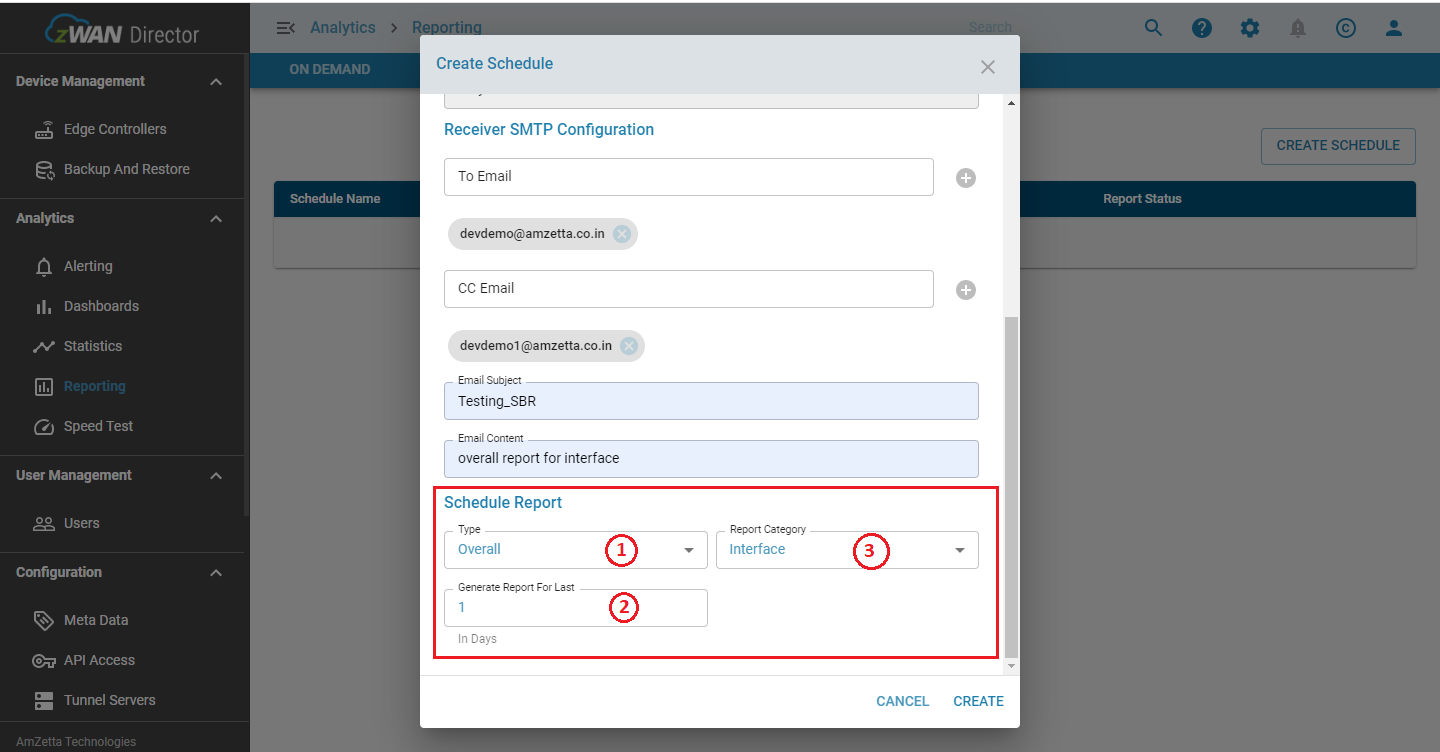 zWAN Director
Analytics > Reporting
Search
ON DEMAND
Device Management
Edge Controllers
Backup And Restore
Analytics
Alerting
Dashboards
Statistics
Reporting
Speed Test
User Management
Users
Configuration
Meta Data
API Access
Tunnel Servers
AmZetta Technologies
CREATE SCHEDULE
Schedule Name
Report Status
Create Schedule
Receiver SMTP Configuration
To Email
devdemo@amzetta.co.in
CC Email
devdemo1@amzetta.co.in
Email Subject
Testing_SBR
Email Content
overall report for interface
Schedule Report
Type
Overall
1
Report Category
Interface
3
Generate Report For Last
1
2
In Days
CANCEL
CREATE